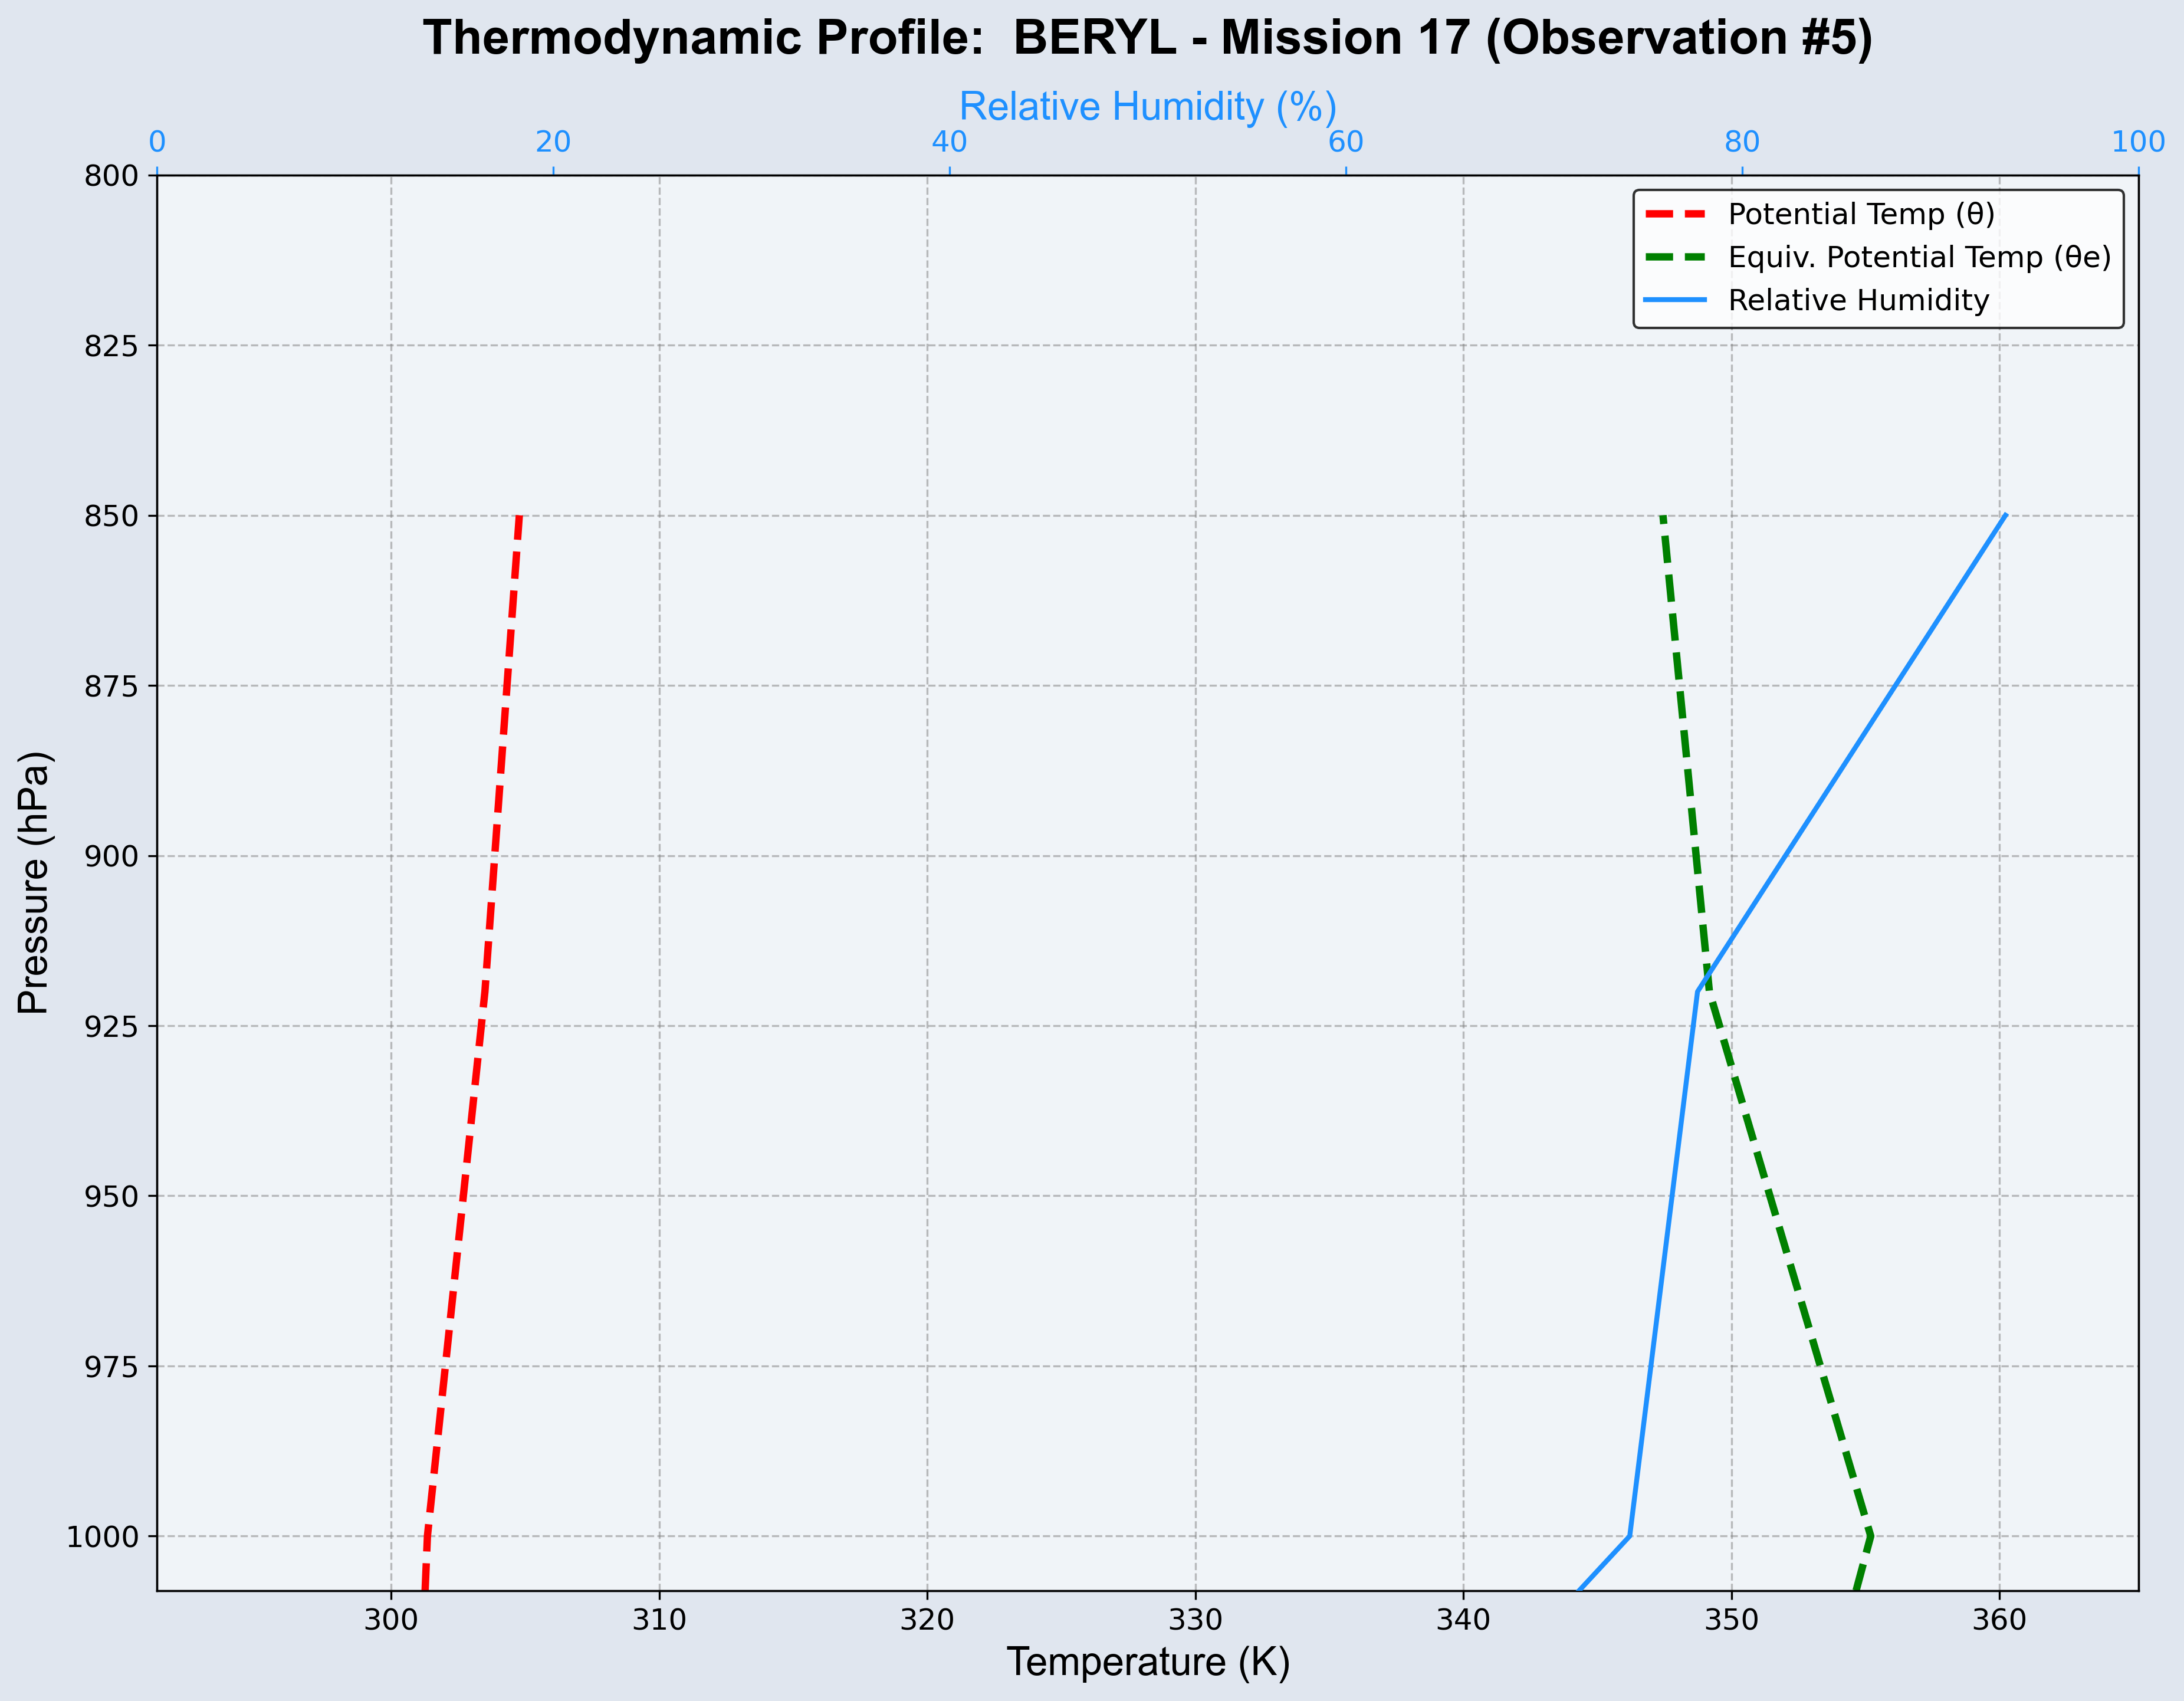 Thermodynamic Profile:  BERYL - Mission 17 (Observation #5)
Relative Humidity (%)
0 20 40 60 80 100
Potential Temp (θ)
Equiv. Potential Temp (θe)
Relative Humidity
Pressure (hPa)
800
825
850
875
900
925
950
975
1000
300 310 320 330 340 350 360
Temperature (K)